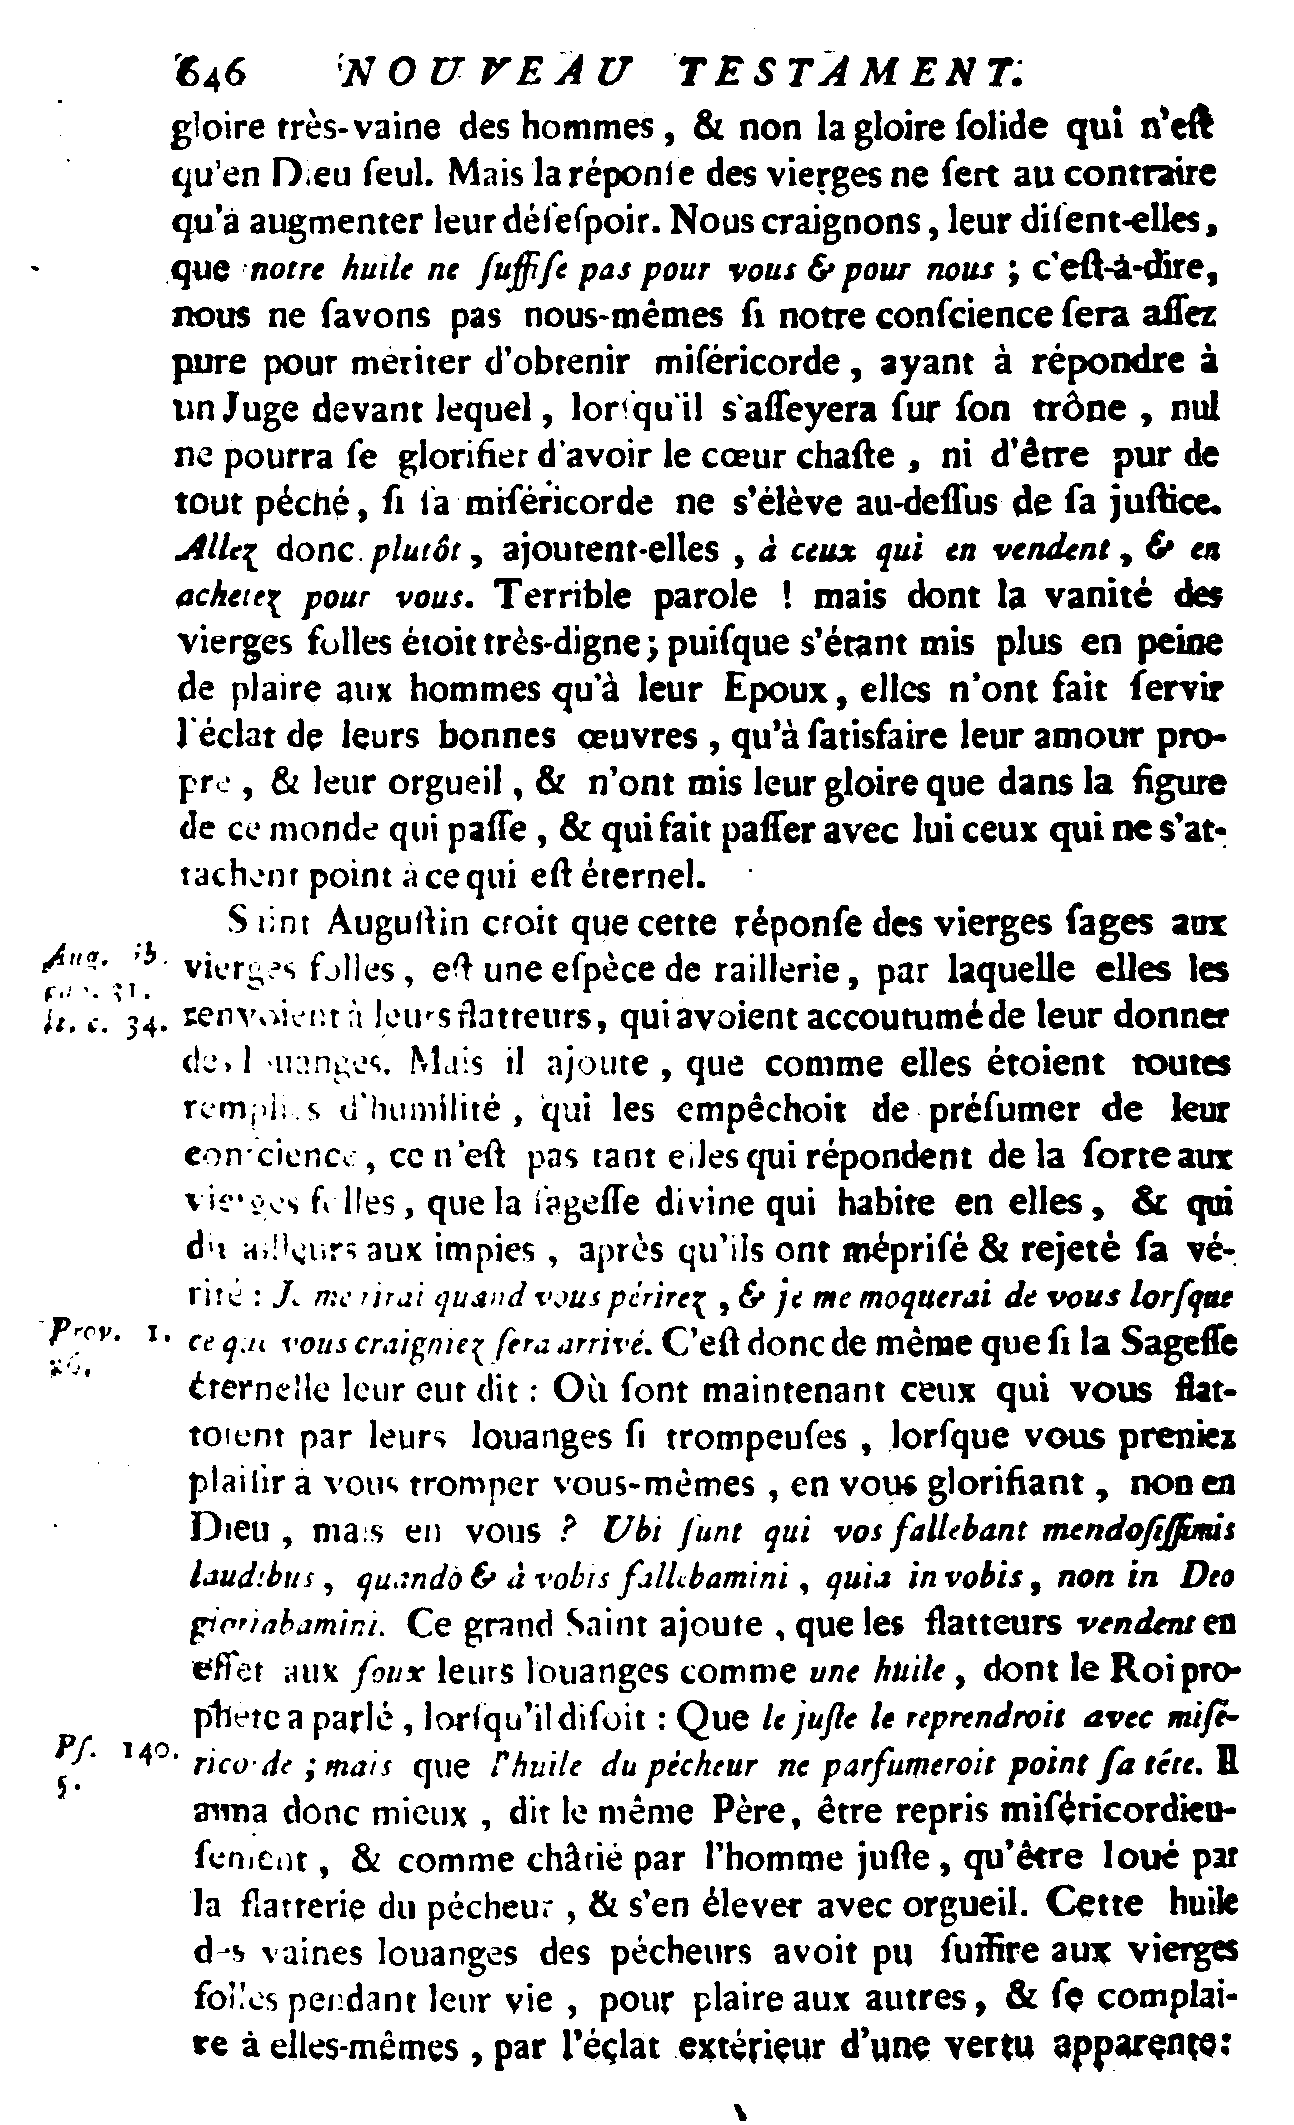 646 NOUVEAU TESTAMENT.
gloire très-vaine des hommes, & non la gloire ſolide qui n'eſt
qu'en Dieu ſeul. Mais la réponſe des vierges ne ſert au contraire
qu'à augmenter leur déſeſpoir. Nous craignons, leur diſent-elles,
que notre huile ne ſuffiſe pas pour vous & pour nous ; c'eſt-à-dire,
nous ne ſavons pas nous-mêmes ſi notre conſcience ſera aſſez
pure pour mériter d'obtenir miſéricorde, ayant à répondre à
un Juge devant lequel, lorſqu'il s'aſſeyera ſur ſon trône, nul
ne pourra ſe glorifier d'avoir le cœur chaſte, ni d'être pur de
tout péché, ſi ſa miſéricorde ne s'élève au-deſſus de ſa juſtice.
Allez donc plutôt, ajoutent-elles, à ceux qui en vendent, & en
achetez pour vous. Terrible parole ! mais dont la vanité des
vierges folles étoit très-digne; puiſque s'étant mis plus en peine
de plaire aux hommes qu'à leur Epoux, elles n'ont fait ſervir
l'éclat de leurs bonnes œuvres, qu'à ſatisfaire leur amour pro-
pre, & leur orgueil, & n'ont mis leur gloire que dans la figure
de ce monde qui paſſe, & qui fait paſſer avec lui ceux qui ne s'at-
tachent point à ce qui eſt éternel.
Saint Auguſtin croit que cette réponſe des vierges ſages aux
Aug. ib.
vierges folles, eſt une eſpèce de raillerie, par laquelle elles les
31.
renvoient à leurs flatteurs, qui avoient accoutumé de leur donner
It. c. 34.
des louanges. Mais il ajoute, que comme elles étoient toutes
remplies d'humilité, qui les empêchoit de préſumer de leur
conſcience, ce n'eſt pas tant elles qui répondent de la ſorte aux
vierges folles, que la ſageſſe divine qui habite en elles, & qui
dit ailleurs aux impies, après qu'ils ont mépriſé & rejeté ſa vé-
rité : Je me rirai quand vous périrez, & je me moquerai de vous lorſque
Prov. 1.
26.
ce qui vous craigniez ſera arrivé. C'eſt donc de même que ſi la Sageſſe
éternelle leur eut dit : Où ſont maintenant ceux qui vous flat-
toient par leurs louanges ſi trompeuſes, lorſque vous preniez
plaiſir à vous tromper vous-mêmes, en vous glorifiant, non en
Dieu, mais en vous ? Ubi ſunt qui vos fallebant mendoſiſſimis
laudibus, quandò & à vobis fallebamini, quia in vobis, non in Deo
gloriabamini. Ce grand Saint ajoute, que les flatteurs vendent en
effet aux foux leurs louanges comme une huile, dont le Roi pro-
phete a parlé, lorſqu'il diſoit : Que le juſte le reprendroit avec miſé-
Pſ. 140.
5.
ricorde ; mais que l'huile du pécheur ne parfumeroit point ſa tête. Il
aima donc mieux, dit le même Père, être repris miſéricordieu-
ſement, & comme châtié par l'homme juſte, qu'être loué par
la flatterie du pécheur, & s'en élever avec orgueil. Cette huile
des vaines louanges des pécheurs avoit pu ſuffire aux vierges
folles pendant leur vie, pour plaire aux autres, & ſe complai-
re à elles-mêmes, par l'éclat extérieur d'une vertu apparente: